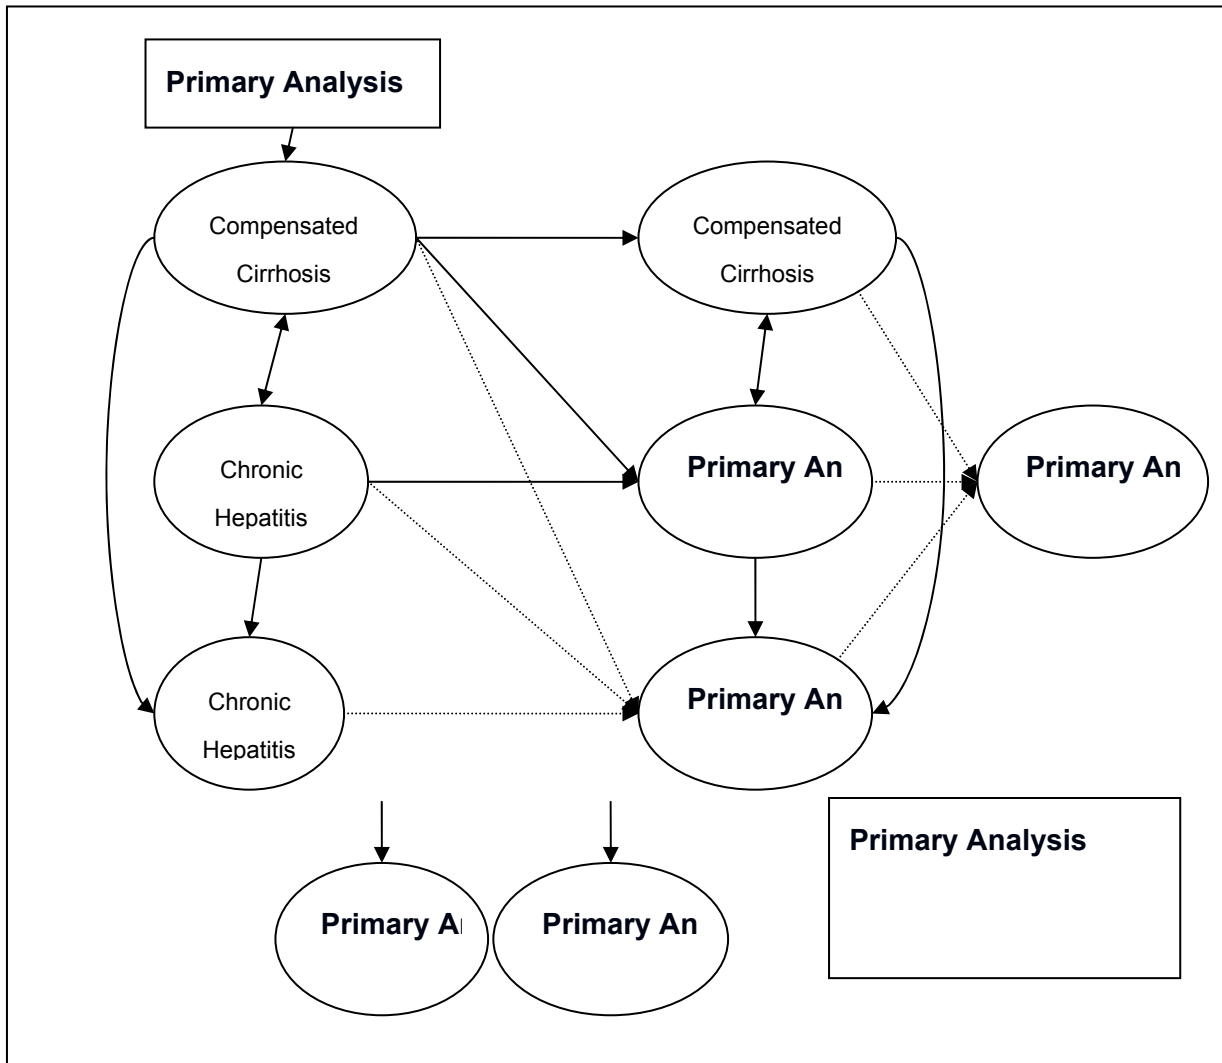 Primary Analysis
Compensated
Cirrhosis
Compensated
Cirrhosis
Chronic
Hepatitis
Primary An
Primary An
Chronic
Hepatitis
Primary An
Primary Analysis
Primary A
Primary An